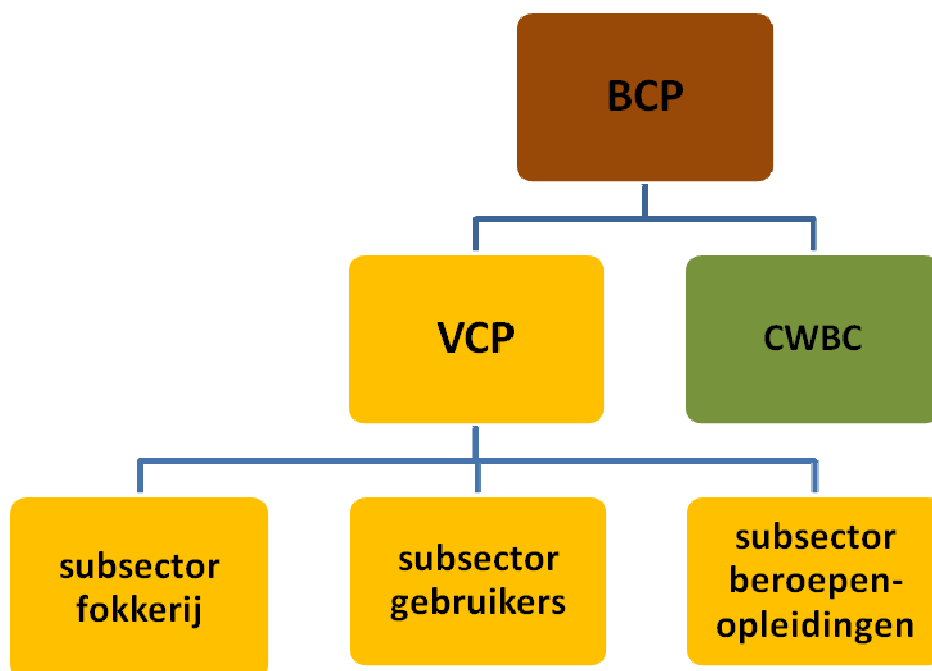 BCP
VCP
CWBC
subsector
fokkerij
subsector
gebruikers
subsector
beroepen-
opleidingen